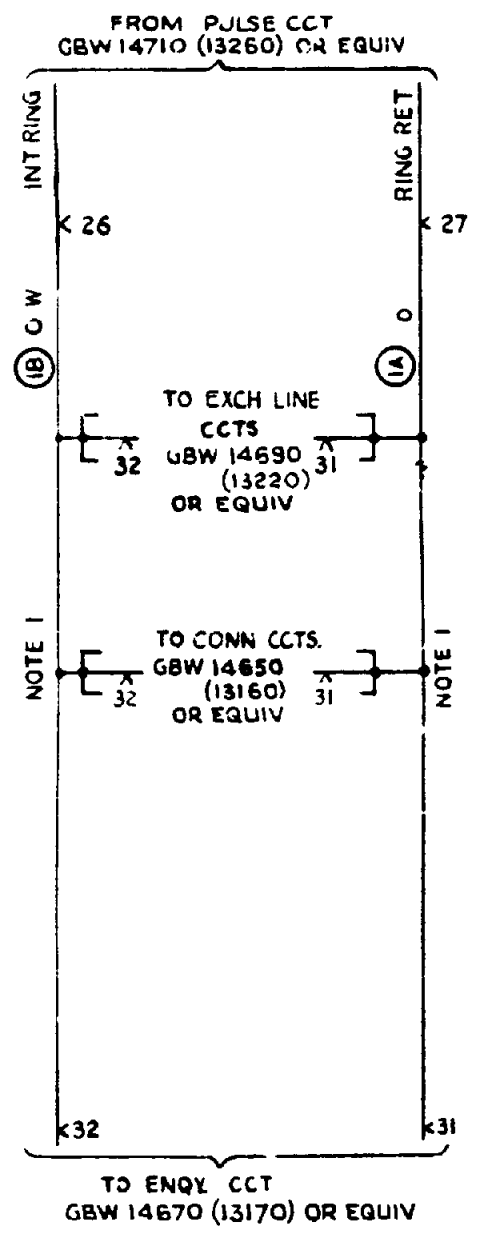 FROM PULSE CCT
GBW 14710 (13260) OR EQUIV
INT RING
RING RET
26
27
O W
O
1B
1A
TO EXCH LINE
CCTS
GBW 14690
(13220)
OR EQUIV
32
31
NOTE 1
NOTE 1
TO CONN CCTS.
GBW 14650
(13160)
OR EQUIV
32
31
32
31
TO ENQY. CCT
GBW 14670 (13170) OR EQUIV